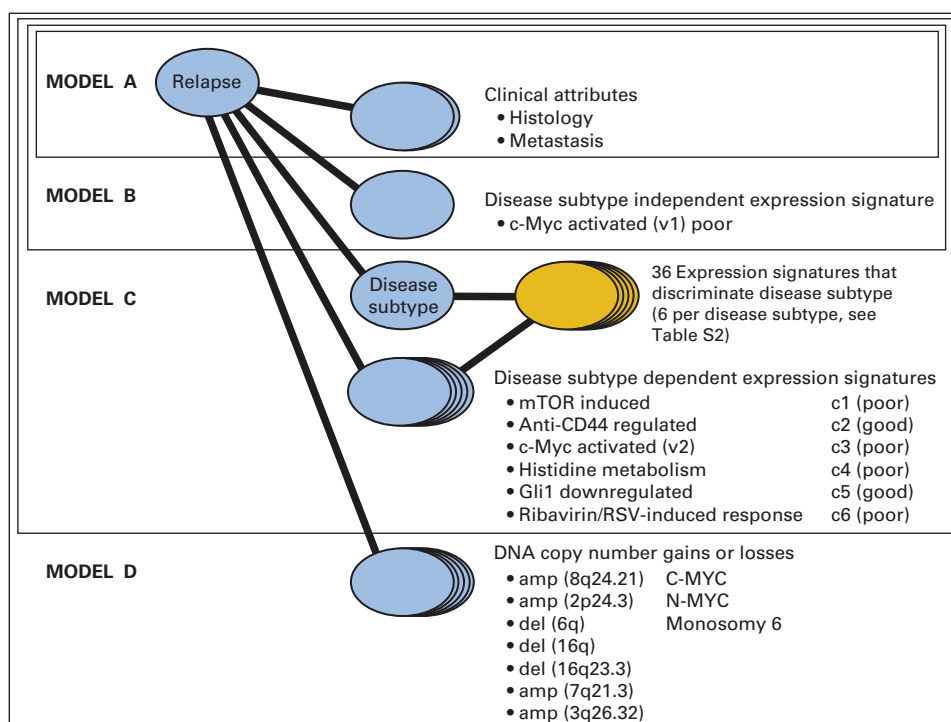 MODEL A
Relapse
Clinical attributes
• Histology
• Metastasis
MODEL B
Disease subtype independent expression signature
• c-Myc activated (v1) poor
MODEL C
Disease
subtype
36 Expression signatures that
discriminate disease subtype
(6 per disease subtype, see
Table S2)
Disease subtype dependent expression signatures
• mTOR induced c1 (poor)
• Anti-CD44 regulated c2 (good)
• c-Myc activated (v2) c3 (poor)
• Histidine metabolism c4 (poor)
• Gli1 downregulated c5 (good)
• Ribavirin/RSV-induced response c6 (poor)
MODEL D
DNA copy number gains or losses
• amp (8q24.21) C-MYC
• amp (2p24.3) N-MYC
• del (6q) Monosomy 6
• del (16q)
• del (16q23.3)
• amp (7q21.3)
• amp (3q26.32)